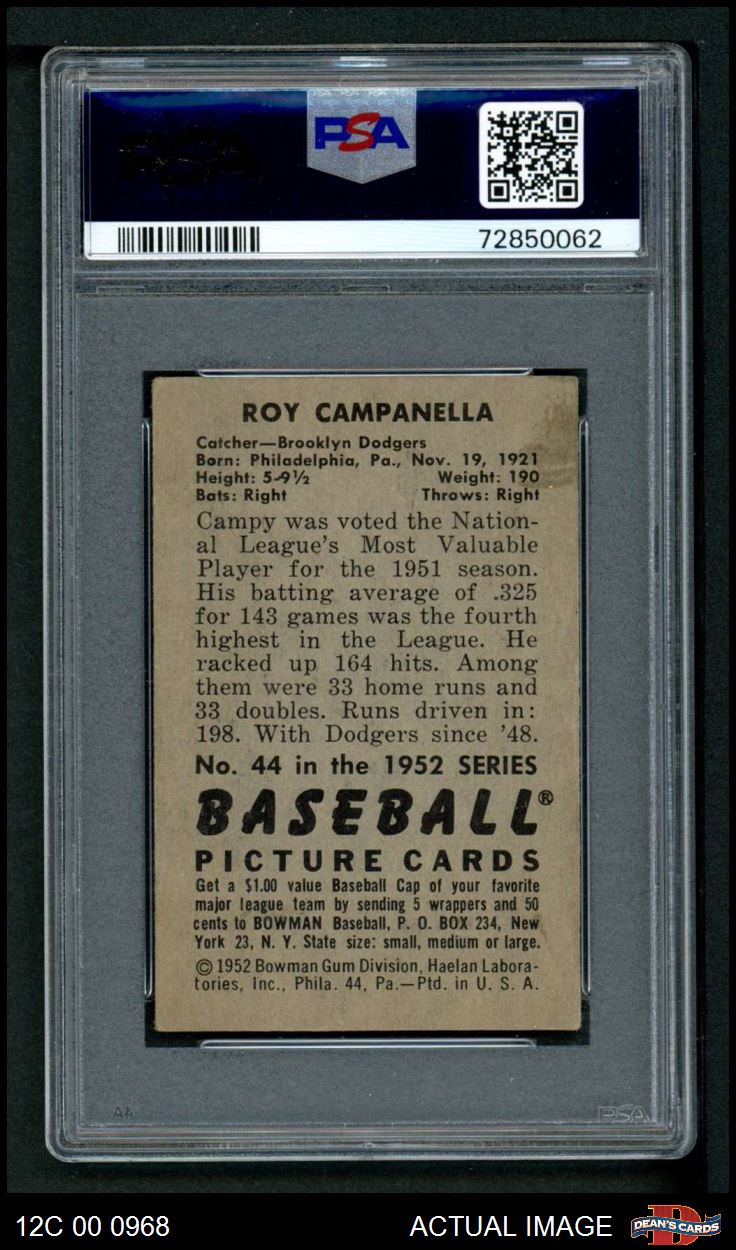 PSA
72850062
ROY CAMPANELLA
Catcher—Brooklyn Dodgers
Born: Philadelphia, Pa., Nov. 19, 1921
Height: 5-9½ Weight: 190
Bats: Right Throws: Right
Campy was voted the Nation-
al League's Most Valuable
Player for the 1951 season.
His batting average of .325
for 143 games was the fourth
highest in the League. He
racked up 164 hits. Among
them were 33 home runs and
33 doubles. Runs driven in:
198. With Dodgers since '48.
No. 44 in the 1952 SERIES
BASEBALL®
PICTURE CARDS
Get a $1.00 value Baseball Cap of your favorite
major league team by sending 5 wrappers and 50
cents to BOWMAN Baseball, P. O. BOX 234, New
York 23, N. Y. State size: small, medium or large.
© 1952 Bowman Gum Division, Haelan Labora-
tories, Inc., Phila. 44, Pa.—Ptd. in U. S. A.
AA PSA
12C 00 0968 ACTUAL IMAGE DEAN'S CARDS